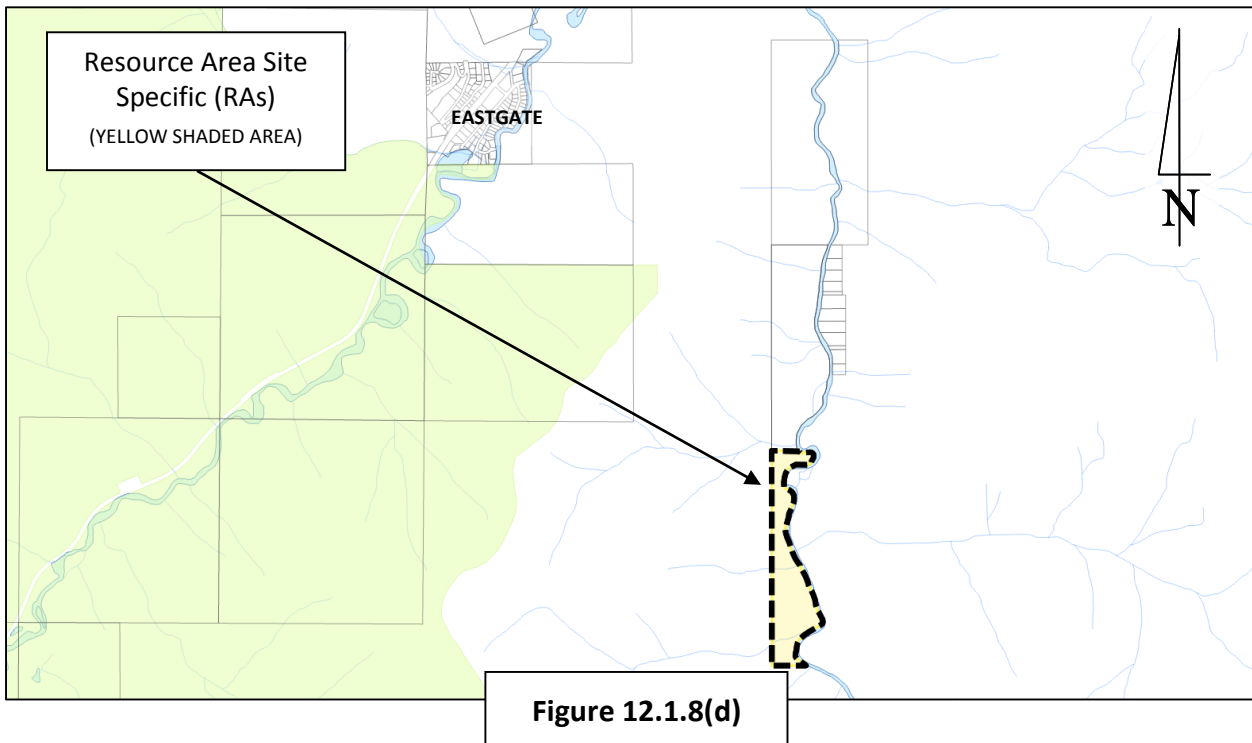 Resource Area Site
Specific (RAs)
(YELLOW SHADED AREA)
EASTGATE
N
Figure 12.1.8(d)